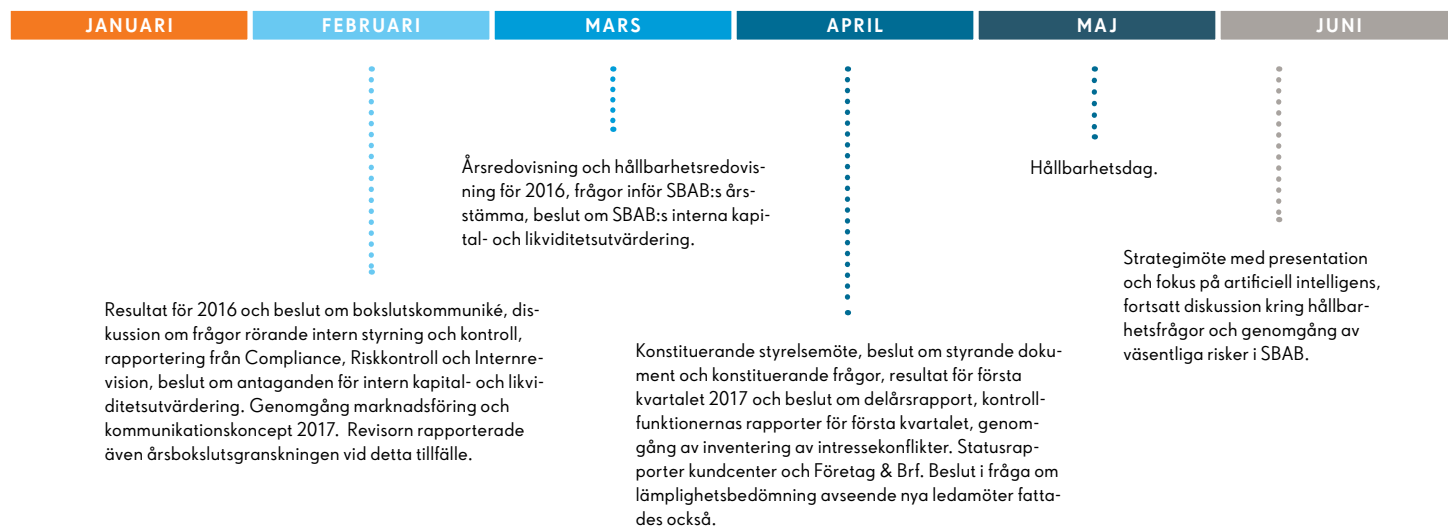 JANUARI
FEBRUARI
MARS
APRIL
MAJ
JUNI
Resultat för 2016 och beslut om bokslutskommuniké, dis-
kussion om frågor rörande intern styrning och kontroll,
rapportering från Compliance, Riskkontroll och Internre-
vision, beslut om antaganden för intern kapital- och likvi-
ditetsutvärdering. Genomgång marknadsföring och
kommunikationskoncept 2017. Revisorn rapporterade
även årsbokslutsgranskningen vid detta tillfälle.
Årsredovisning och hållbarhetsredovis-
ning för 2016, frågor inför SBAB:s års-
stämma, beslut om SBAB:s interna kapi-
tal- och likviditetsutvärdering.
Konstituerande styrelsemöte, beslut om styrande doku-
ment och konstituerande frågor, resultat för första
kvartalet 2017 och beslut om delårsrapport, kontroll-
funktionernas rapporter för första kvartalet, genom-
gång av inventering av intressekonflikter. Statusrap-
porter kundcenter och Företag & Brf. Beslut i fråga om
lämplighetsbedömning avseende nya ledamöter fatta-
des också.
Hållbarhetsdag.
Strategimöte med presentation
och fokus på artificiell intelligens,
fortsatt diskussion kring hållbar-
hetsfrågor och genomgång av
väsentliga risker i SBAB.